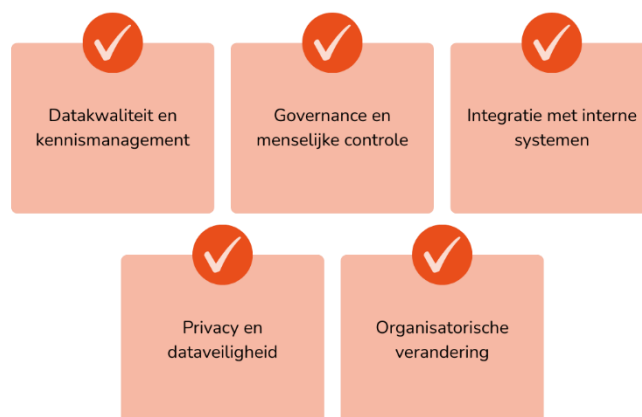 Datakwaliteit en
kennismanagement
Governance en
menselijke controle
Integratie met interne
systemen
Privacy en
dataveiligheid
Organisatorische
verandering